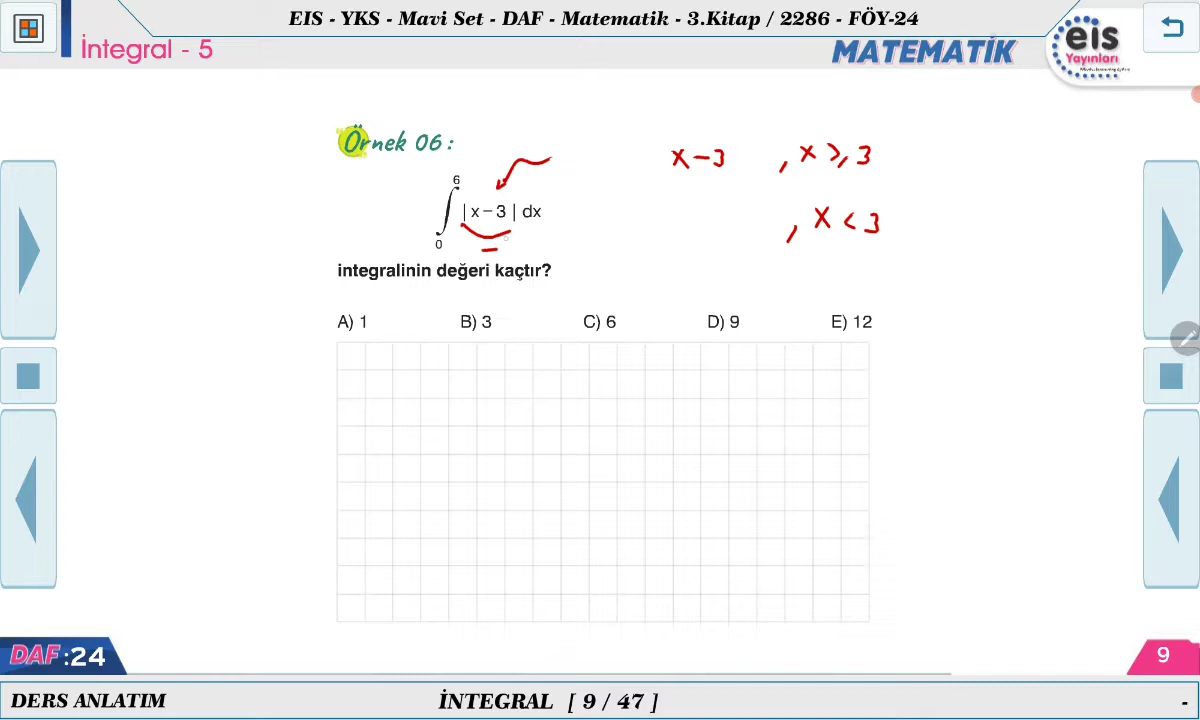 EIS - YKS - Mavi Set - DAF - Matematik - 3.Kitap / 2286 - FÖY-24
İntegral - 5
MATEMATİK
eis
Yayınları
Örnek 06:
x-3 , x ≥ 3
, x < 3
6
∫ |x-3| dx
0
integralinin değeri kaçtır?
A) 1 B) 3 C) 6 D) 9 E) 12
DAF:24
9
DERS ANLATIM
İNTEGRAL [ 9 / 47 ]
-